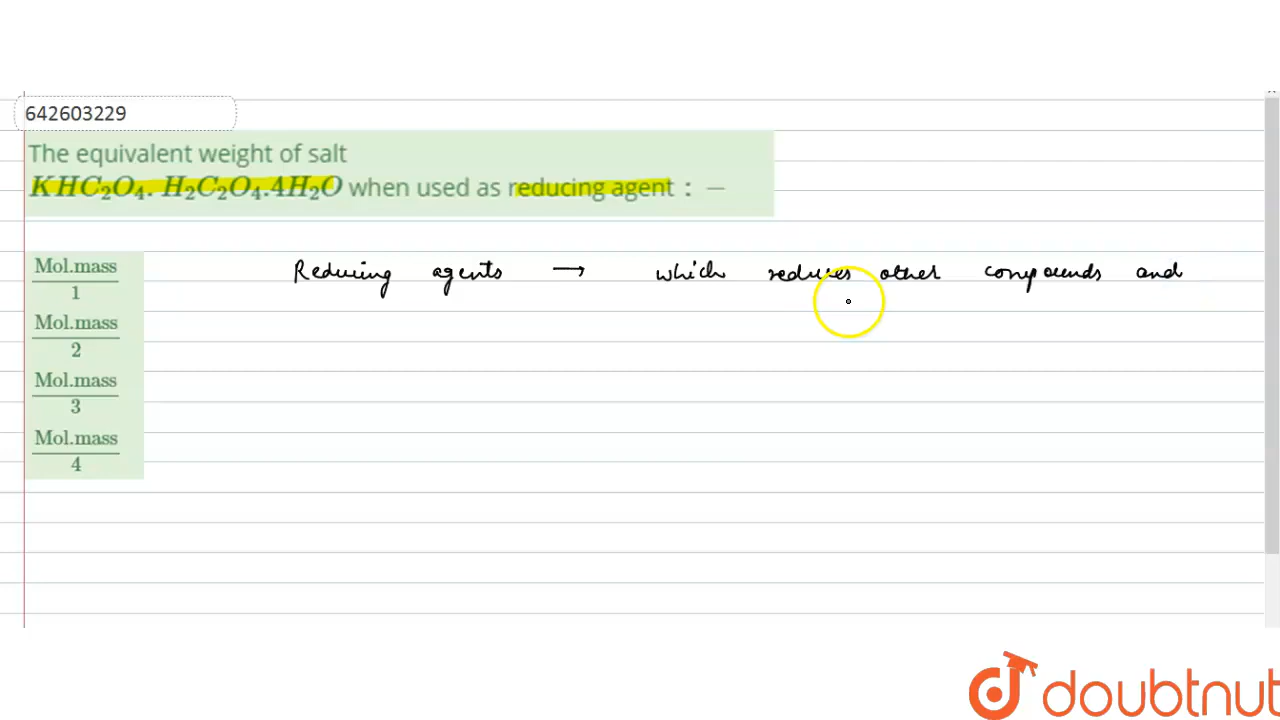 642603229
The equivalent weight of salt
KHC₂O₄. H₂C₂O₄.4H₂O when used as reducing agent : —
Mol.mass
1
Mol.mass
2
Mol.mass
3
Mol.mass
4
Reducing agents → which reduces other compounds and
doubtnut